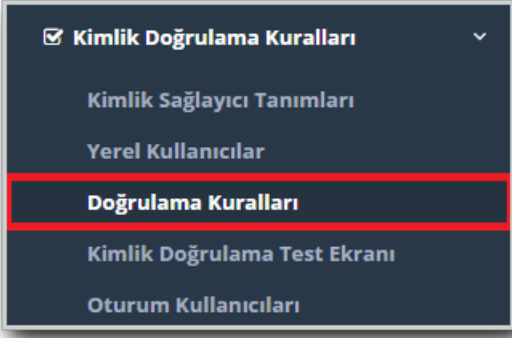 Kimlik Doğrulama Kuralları
Kimlik Sağlayıcı Tanımları
Yerel Kullanıcılar
Doğrulama Kuralları
Kimlik Doğrulama Test Ekranı
Oturum Kullanıcıları